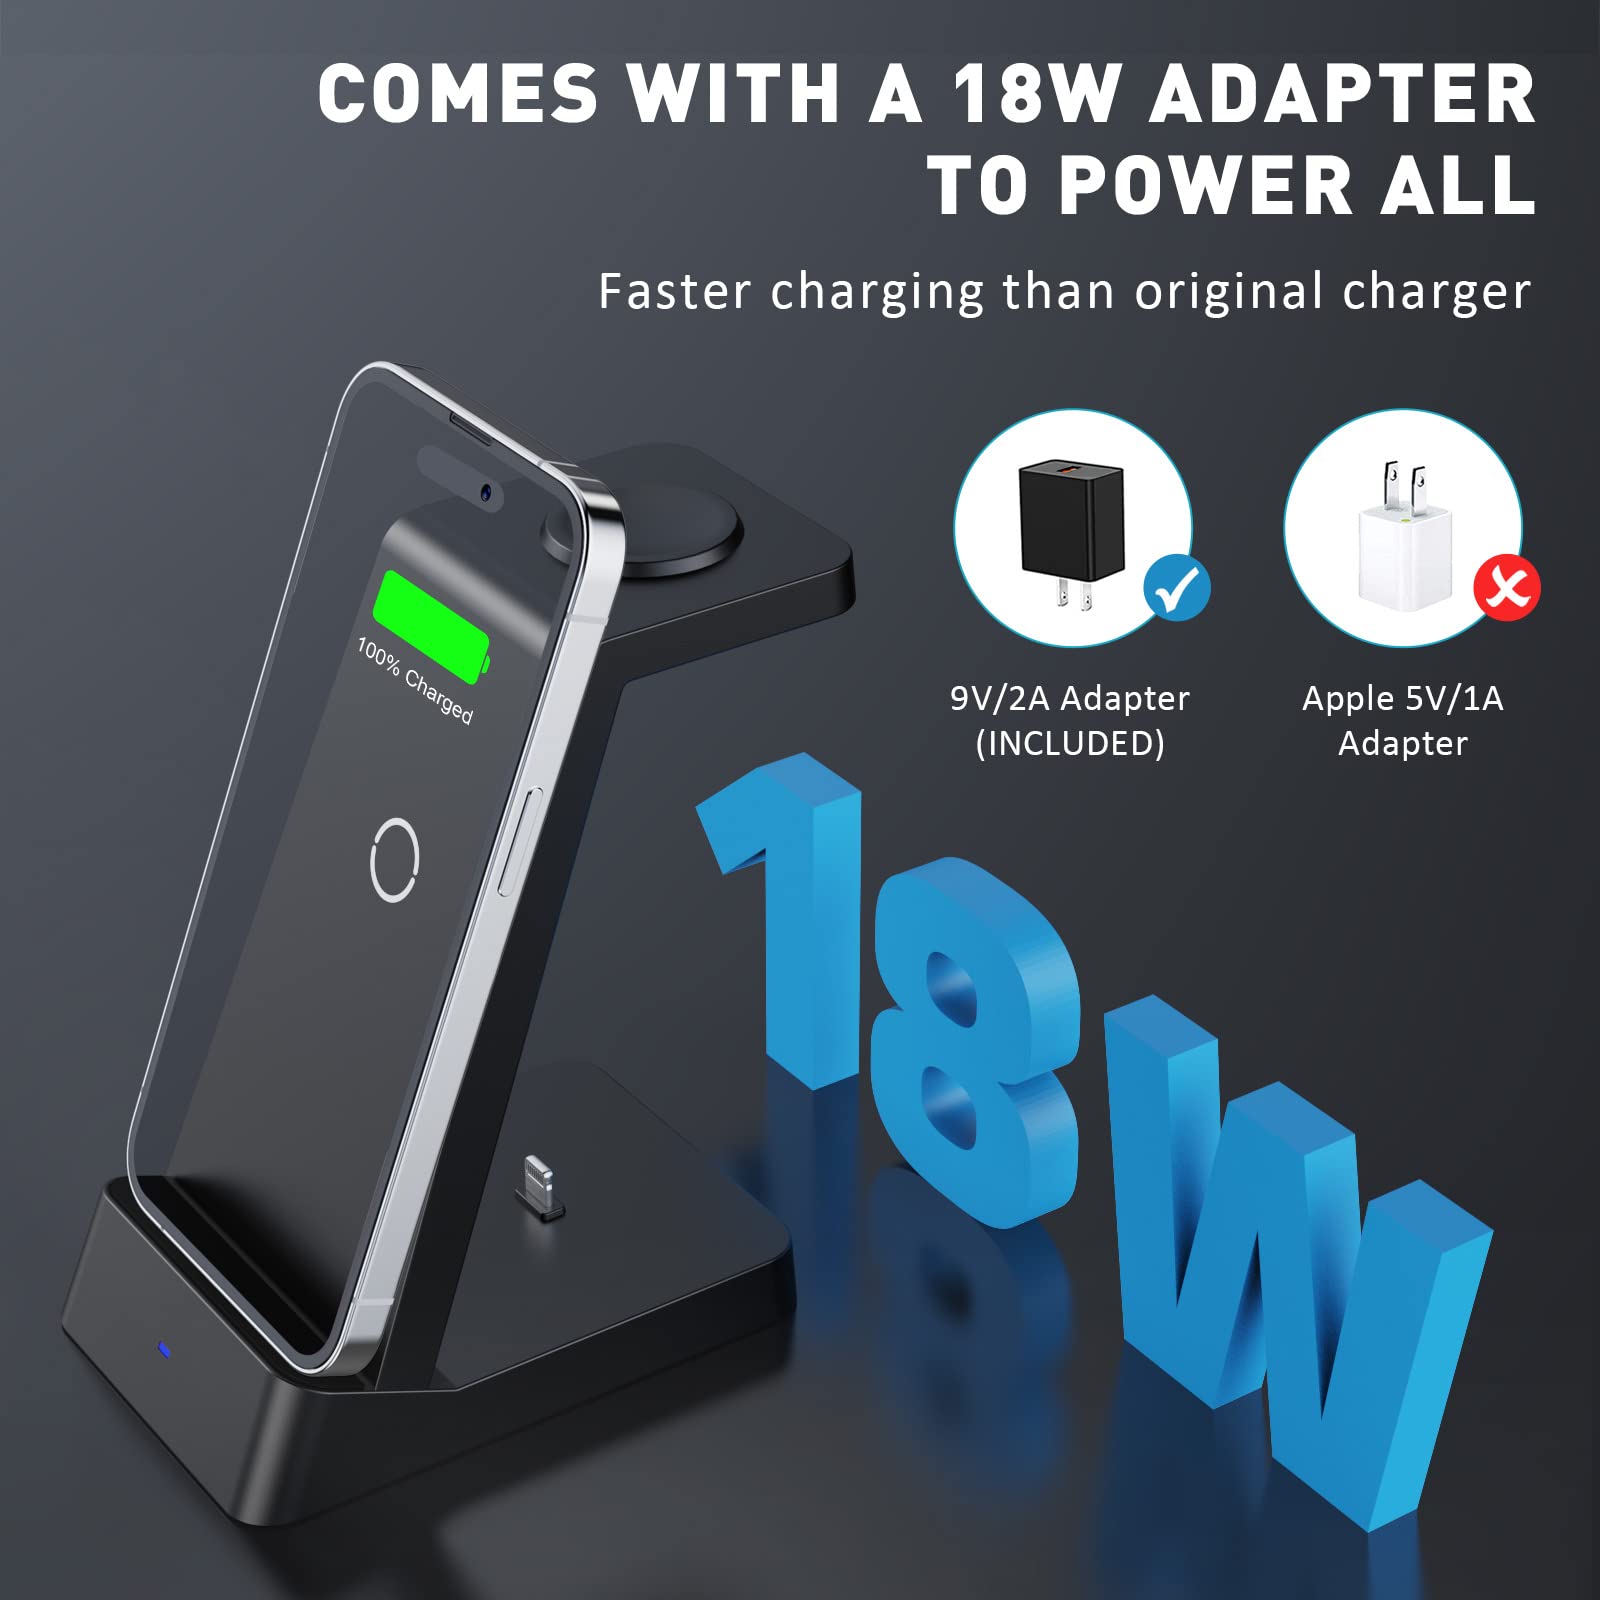 COMES WITH A 18W ADAPTER
TO POWER ALL
Faster charging than original charger
100% Charged
9V/2A Adapter
(INCLUDED)
Apple 5V/1A
Adapter
18W